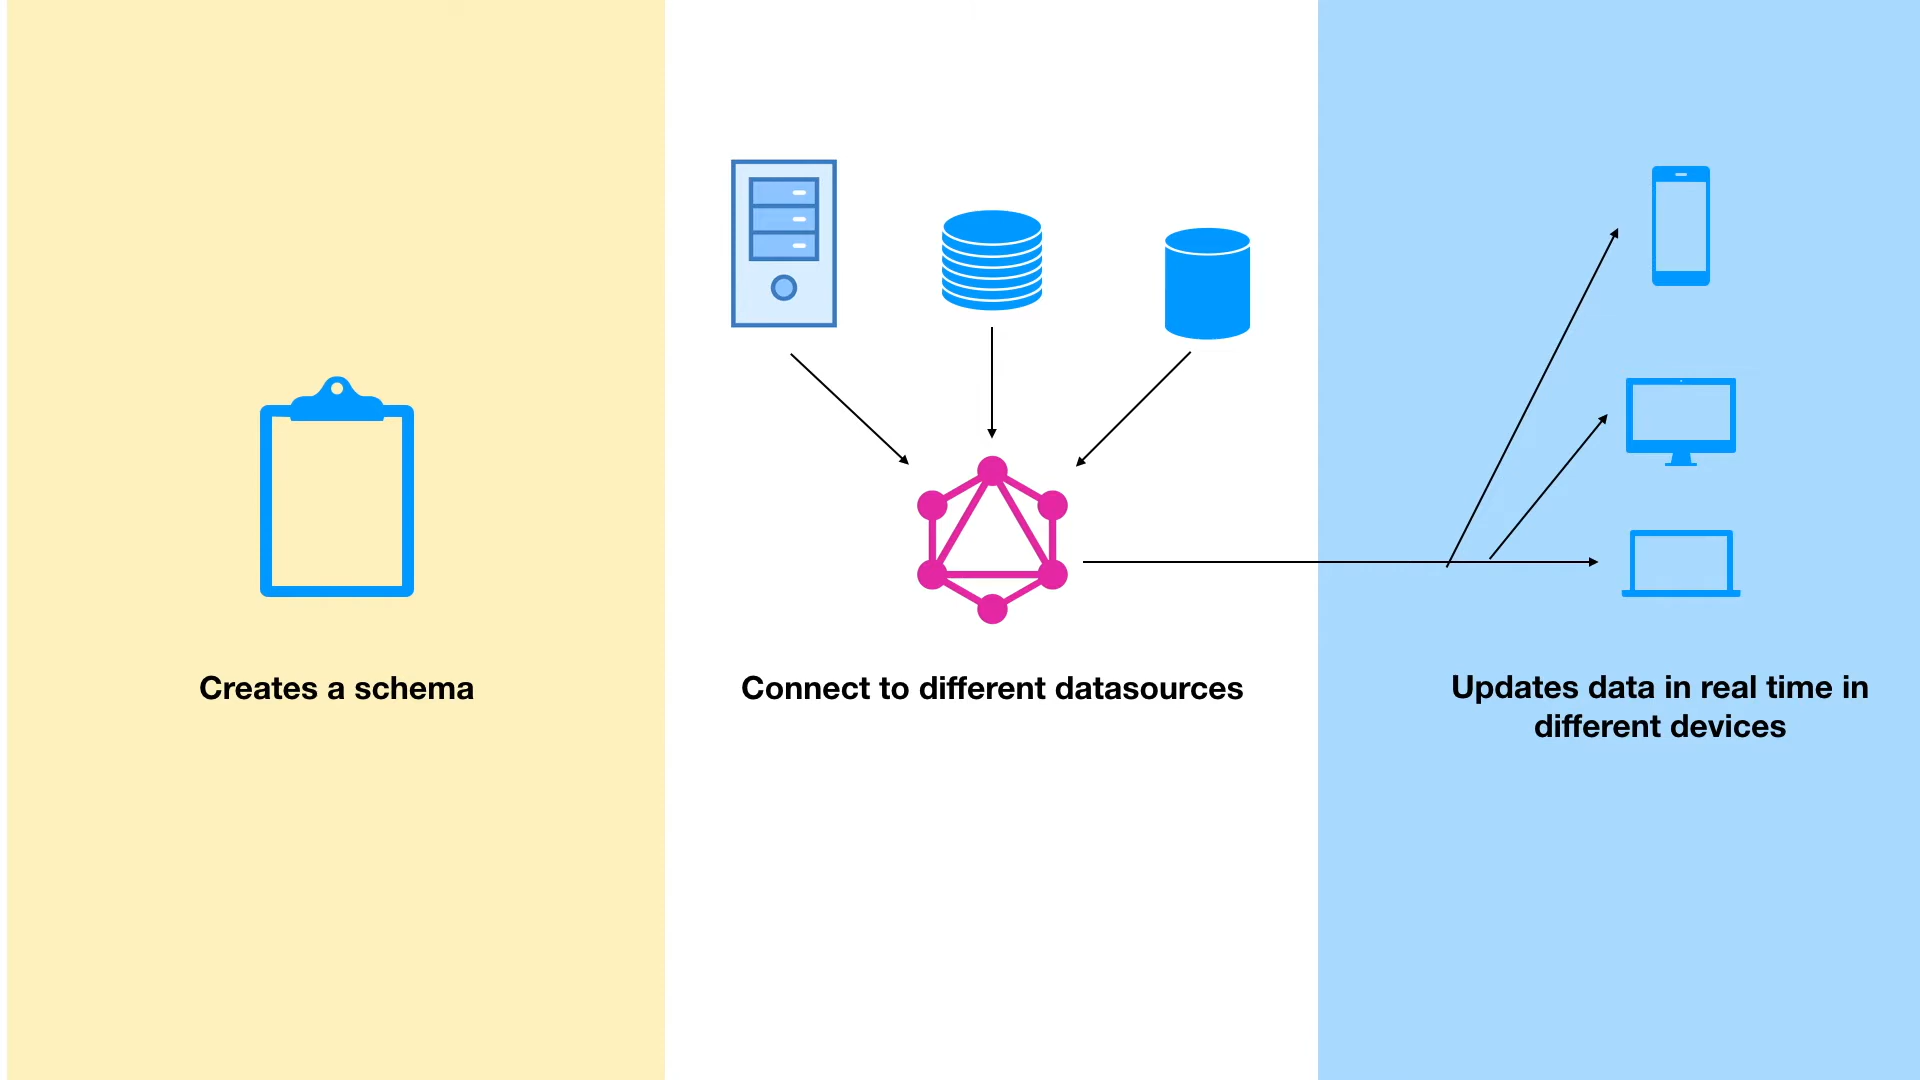 Creates a schema
Connect to different datasources
Updates data in real time in
different devices